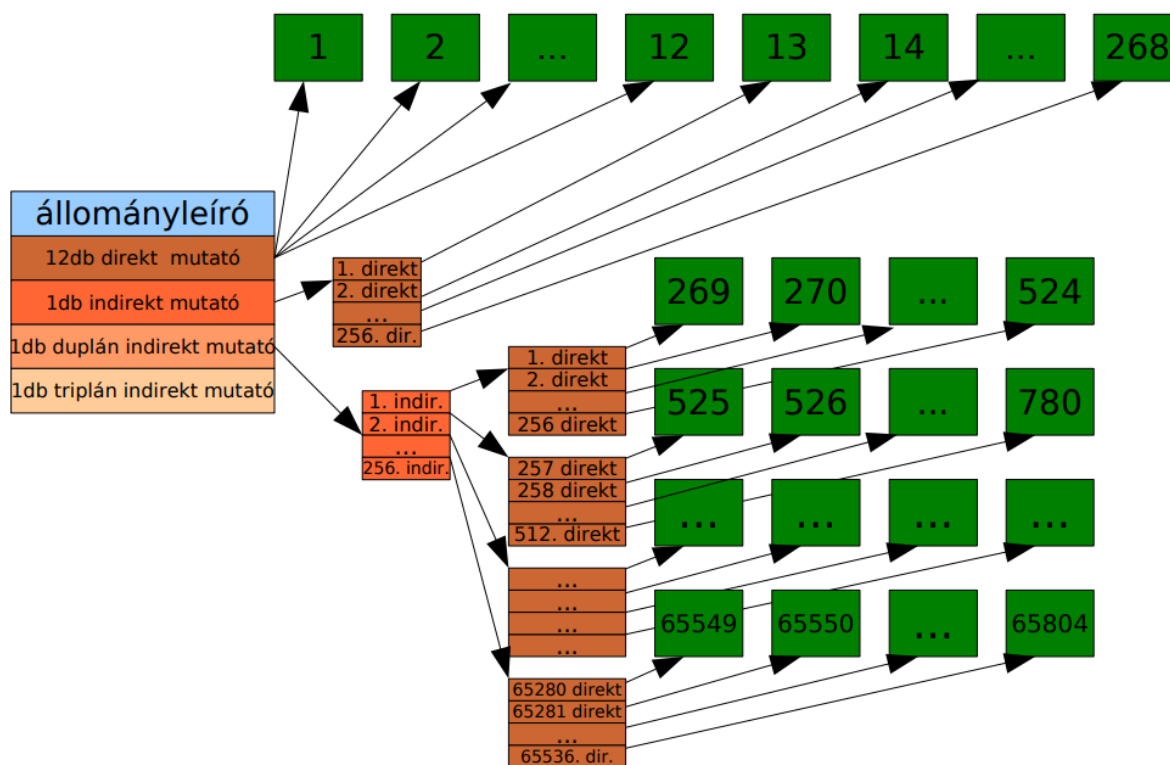 1
2
...
12
13
14
...
268
állományleíró
12db direkt mutató
1db indirekt mutató
1db duplán indirekt mutató
1db triplán indirekt mutató
1. direkt
2. direkt
...
256. dir.
1. indir.
2. indir.
...
256. indir.
1. direkt
2. direkt
...
256 direkt
269
270
...
524
257 direkt
258 direkt
...
512. direkt
525
526
...
780
...
...
...
...
...
...
...
...
65280 direkt
65281 direkt
...
65536. dir.
65549
65550
...
65804